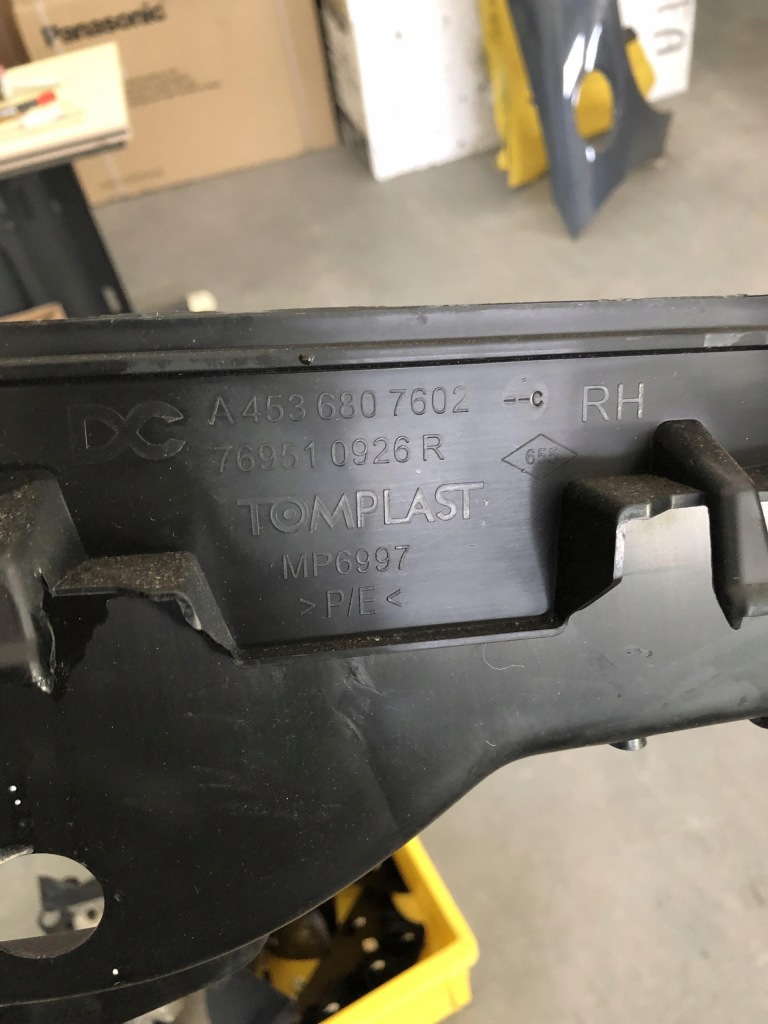 Panasonic
DC A 453 680 7602 --c RH
76951 0926 R 655
TOMPLAST
MP6997
>P/E<